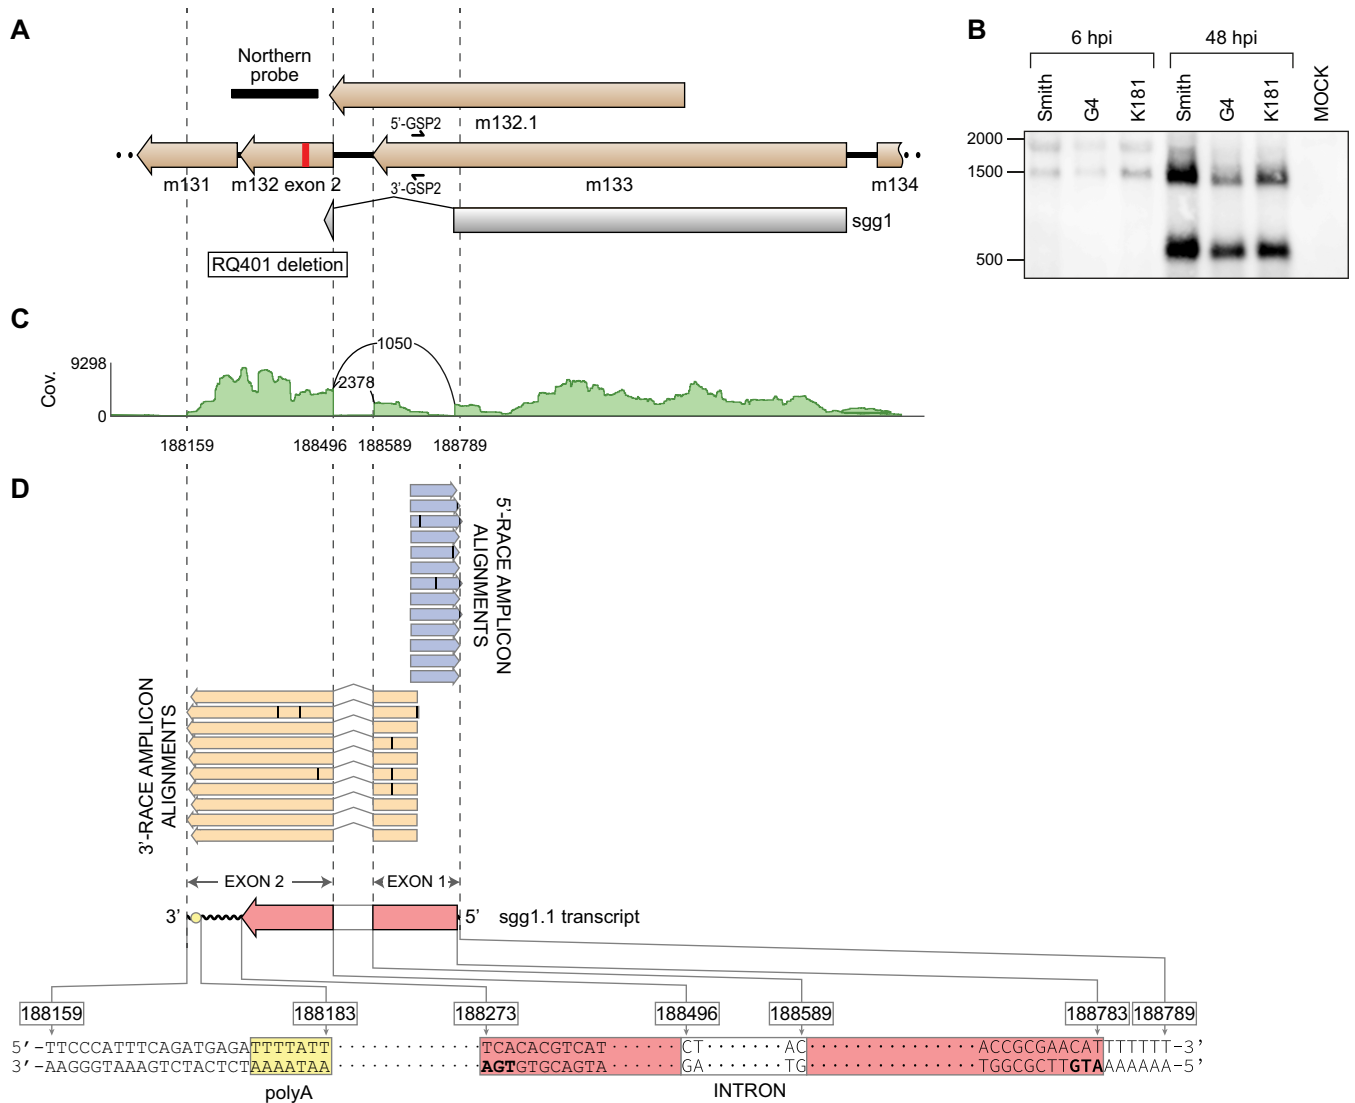 A
Northern
probe
5'-GSP2
m132.1
m131
m132 exon 2
3'-GSP2
m133
m134
sgg1
RQ401 deletion
B
6 hpi
48 hpi
Smith
G4
K181
Smith
G4
K181
MOCK
2000
1500
500
C
Cov.
9298
0
1050
2378
188159
188496
188589
188789
D
5'-RACE AMPLICON
ALIGNMENTS
3'-RACE AMPLICON
ALIGNMENTS
EXON 2
EXON 1
3'
5'
sgg1.1 transcript
188159
188183
188273
188496
188589
188783
188789
5'-TTCCCATTTCAGATGAGATTTTATT··················TCACACGTCAT·········CT·······AC···················ACCGCGAACATTTTTTT-3'
3'-AAGGGTAAAGTCTACTCTAAAATAA··················AGTGTGCAGTA·········GA·······TG···················TGGCGCTTGTAAAAAAA-5'
polyA
INTRON